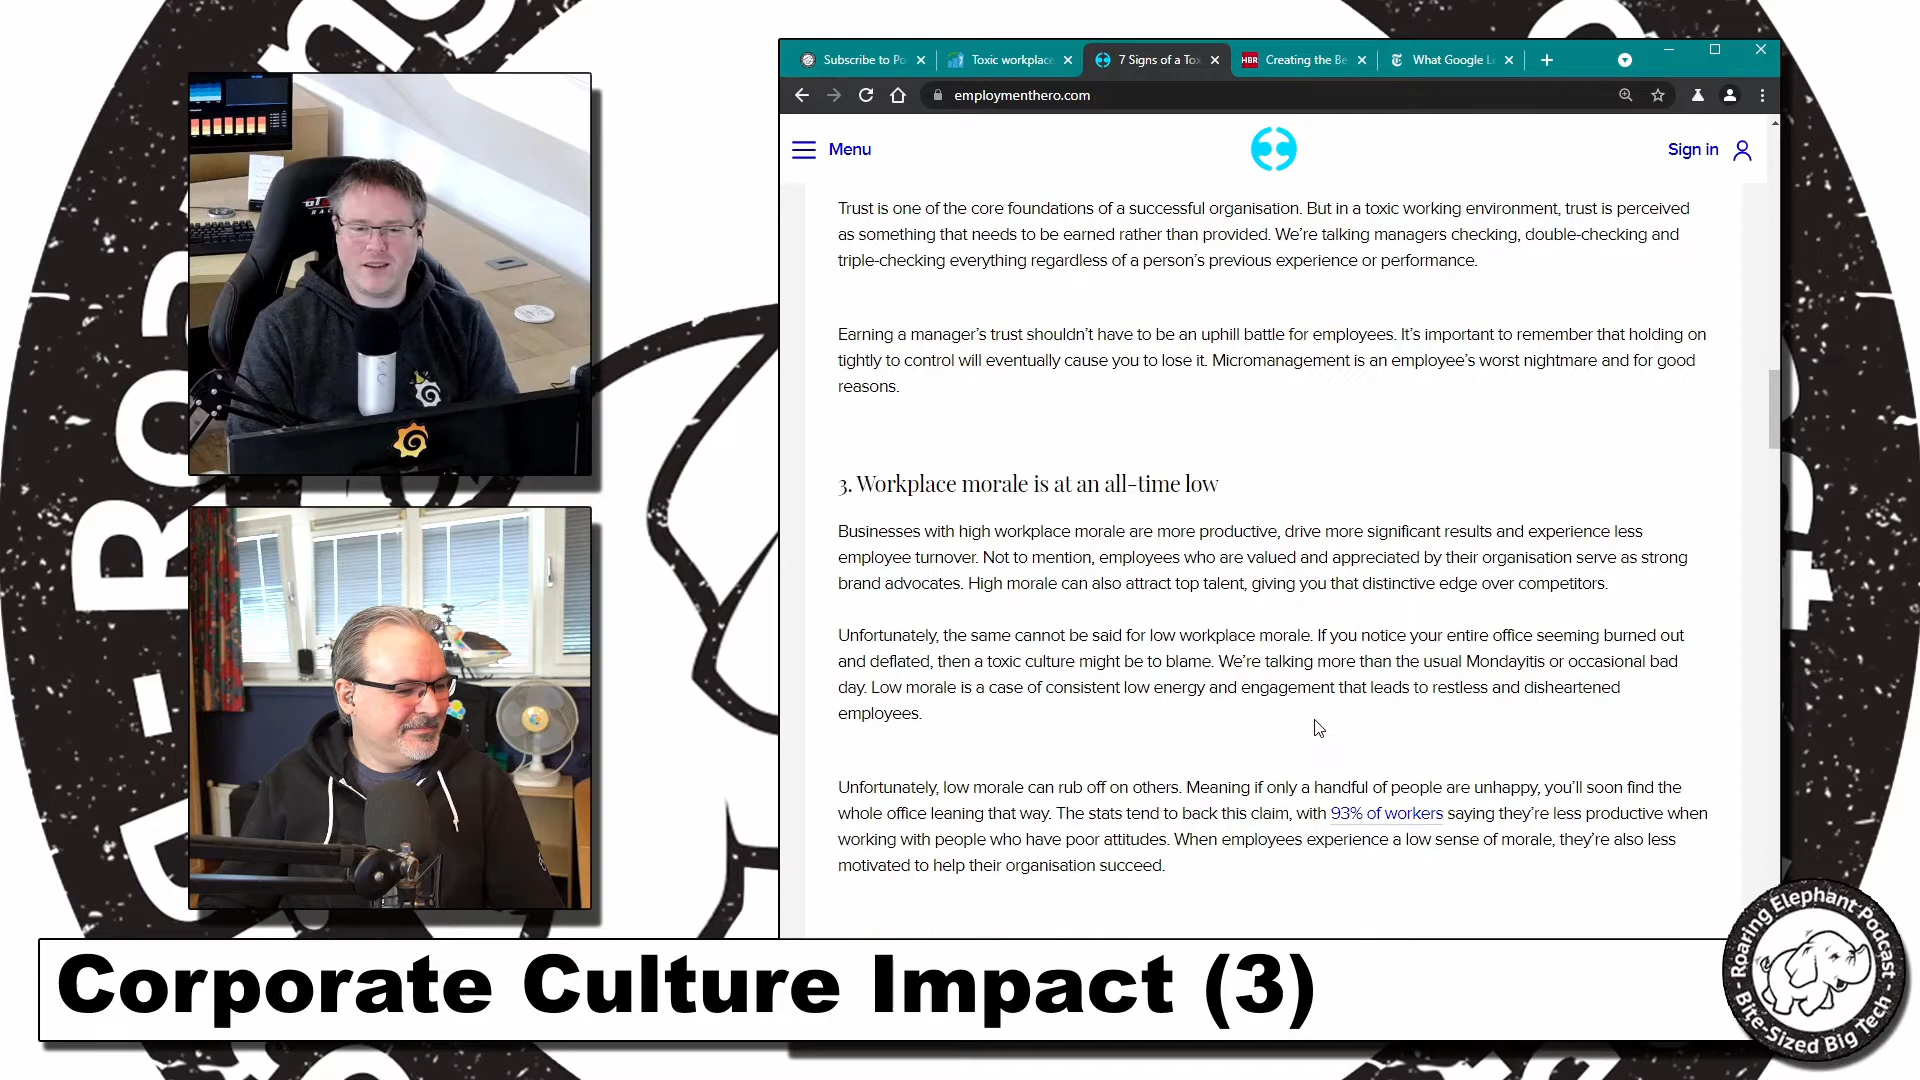 Subscribe to Po
Toxic workplace
7 Signs of a Tox
HBR
Creating the Be
What Google Le
employmenthero.com
Menu
Sign in
Trust is one of the core foundations of a successful organisation. But in a toxic working environment, trust is perceived
as something that needs to be earned rather than provided. We're talking managers checking, double-checking and
triple-checking everything regardless of a person's previous experience or performance.
Earning a manager's trust shouldn't have to be an uphill battle for employees. It's important to remember that holding on
tightly to control will eventually cause you to lose it. Micromanagement is an employee's worst nightmare and for good
reasons.
3. Workplace morale is at an all-time low
Businesses with high workplace morale are more productive, drive more significant results and experience less
employee turnover. Not to mention, employees who are valued and appreciated by their organisation serve as strong
brand advocates. High morale can also attract top talent, giving you that distinctive edge over competitors.
Unfortunately, the same cannot be said for low workplace morale. If you notice your entire office seeming burned out
and deflated, then a toxic culture might be to blame. We're talking more than the usual Mondayitis or occasional bad
day. Low morale is a case of consistent low energy and engagement that leads to restless and disheartened
employees.
Unfortunately, low morale can rub off on others. Meaning if only a handful of people are unhappy, you'll soon find the
whole office leaning that way. The stats tend to back this claim, with 93% of workers saying they're less productive when
working with people who have poor attitudes. When employees experience a low sense of morale, they're also less
motivated to help their organisation succeed.
Corporate Culture Impact (3)
- Roaring Elephant Podcast -
Bite-Sized Big Tech